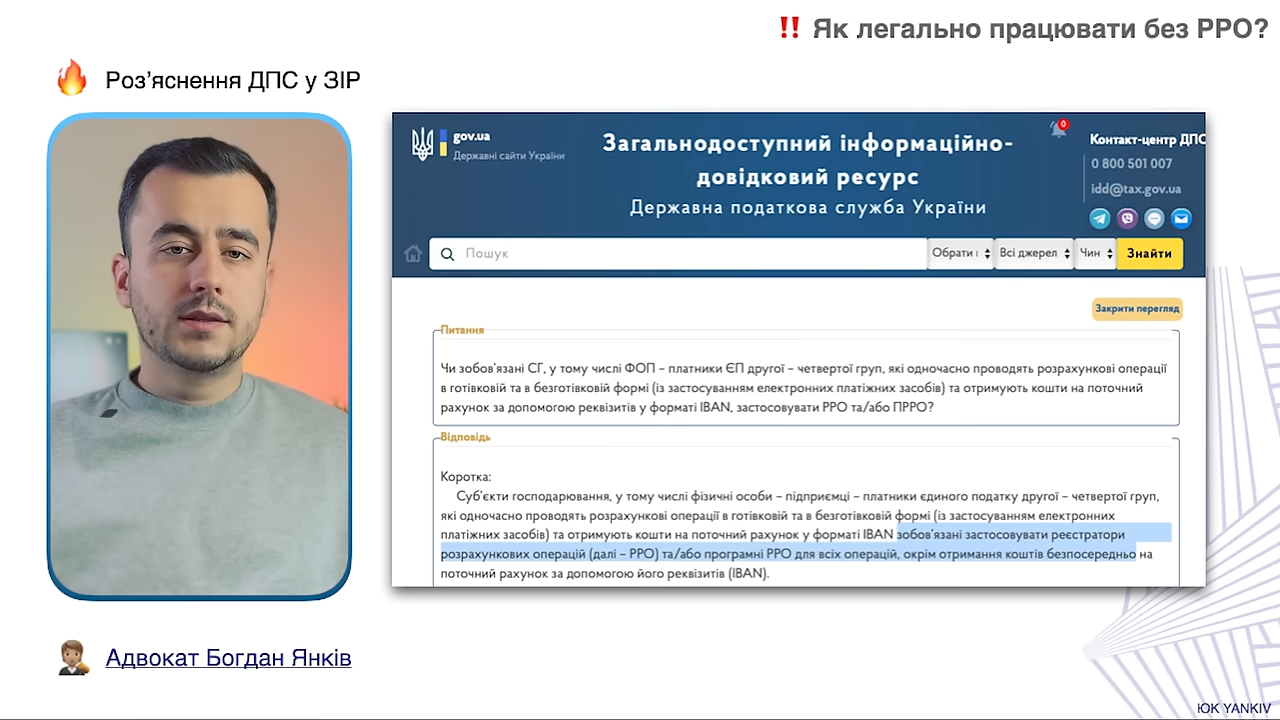 ‼ Як легально працювати без РРО?
🔥 Роз’яснення ДПС у ЗІР
gov.ua
Державні сайти України
Загальнодоступний інформаційно-
довідковий ресурс
Державна податкова служба України
0
Контакт-центр ДПС
0 800 501 007
idd@tax.gov.ua
Пошук
Обрати
Всі джерел
Чин
Знайти
Закрити перегляд
Питання
Чи зобов’язані СГ, у тому числі ФОП – платники ЄП другої – четвертої груп, які одночасно проводять розрахункові операції
в готівковій та в безготівковій формі (із застосуванням електронних платіжних засобів) та отримують кошти на поточний
рахунок за допомогою реквізитів у форматі IBAN, застосовувати РРО та/або ПРРО?
Відповідь
Коротка:
Суб’єкти господарювання, у тому числі фізичні особи – підприємці – платники єдиного податку другої – четвертої груп,
які одночасно проводять розрахункові операції в готівковій та в безготівковій формі (із застосуванням електронних
платіжних засобів) та отримують кошти на поточний рахунок у форматі IBAN зобов’язані застосовувати реєстратори
розрахункових операцій (далі – РРО) та/або програмні РРО для всіх операцій, окрім отримання коштів безпосередньо на
поточний рахунок за допомогою його реквізитів (IBAN).
Адвокат Богдан Янків
ЮК YANKIV